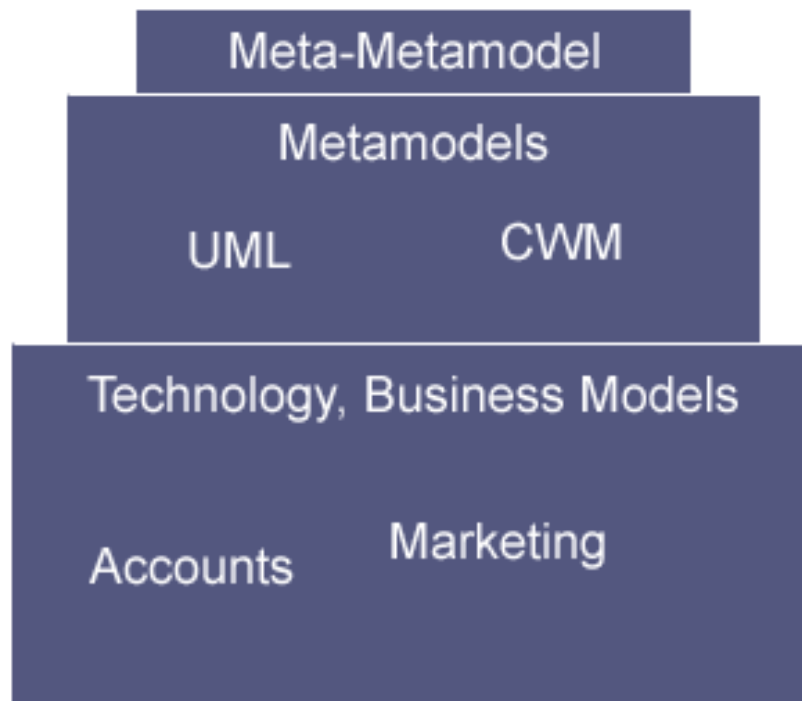 Meta-Metamodel
Metamodels
UML CWM
Technology, Business Models
Accounts Marketing